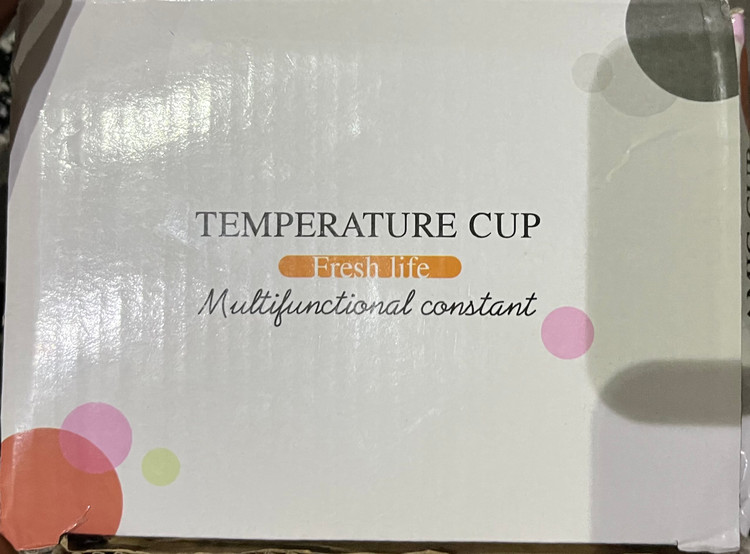 TEMPERATURE CUP
Fresh life
Multifunctional constant